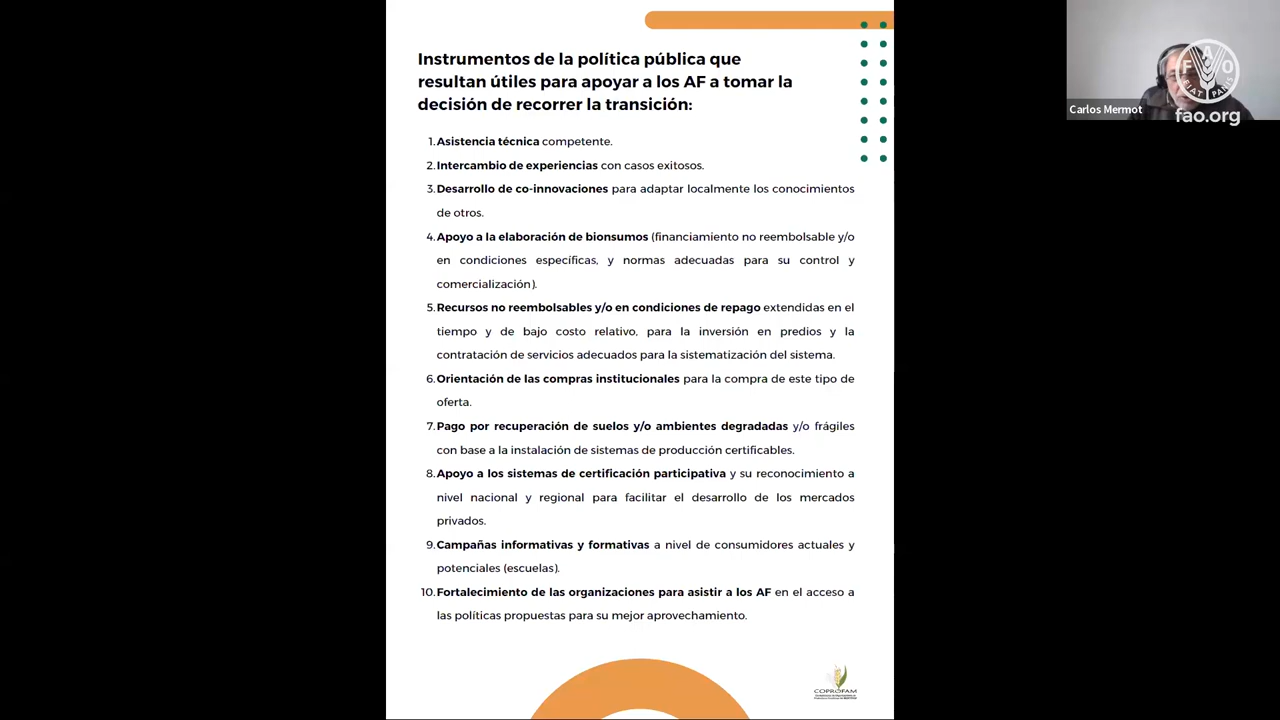 Instrumentos de la política pública que
resultan útiles para apoyar a los AF a tomar la
decisión de recorrer la transición:
1. Asistencia técnica competente.
2. Intercambio de experiencias con casos exitosos.
3. Desarrollo de co-innovaciones para adaptar localmente los conocimientos
de otros.
4. Apoyo a la elaboración de bionsumos (financiamiento no reembolsable y/o
en condiciones específicas, y normas adecuadas para su control y
comercialización).
5. Recursos no reembolsables y/o en condiciones de repago extendidas en el
tiempo y de bajo costo relativo, para la inversión en predios y la
contratación de servicios adecuados para la sistematización del sistema.
6. Orientación de las compras institucionales para la compra de este tipo de
oferta.
7. Pago por recuperación de suelos y/o ambientes degradadas y/o frágiles
con base a la instalación de sistemas de producción certificables.
8. Apoyo a los sistemas de certificación participativa y su reconocimiento a
nivel nacional y regional para facilitar el desarrollo de los mercados
privados.
9. Campañas informativas y formativas a nivel de consumidores actuales y
potenciales (escuelas).
10. Fortalecimiento de las organizaciones para asistir a los AF en el acceso a
las políticas propuestas para su mejor aprovechamiento.
COPROFAM
Carlos Mermot
F A O
FIAT PANIS
fao.org